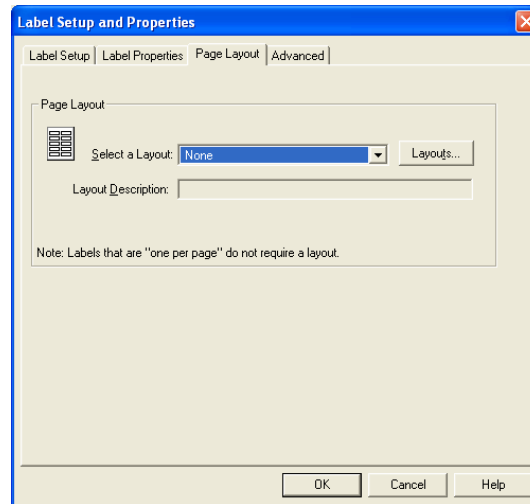 Label Setup and Properties
Label Setup Label Properties Page Layout Advanced
Page Layout
Select a Layout: None Layouts...
Layout Description:
Note: Labels that are "one per page" do not require a layout.
OK Cancel Help